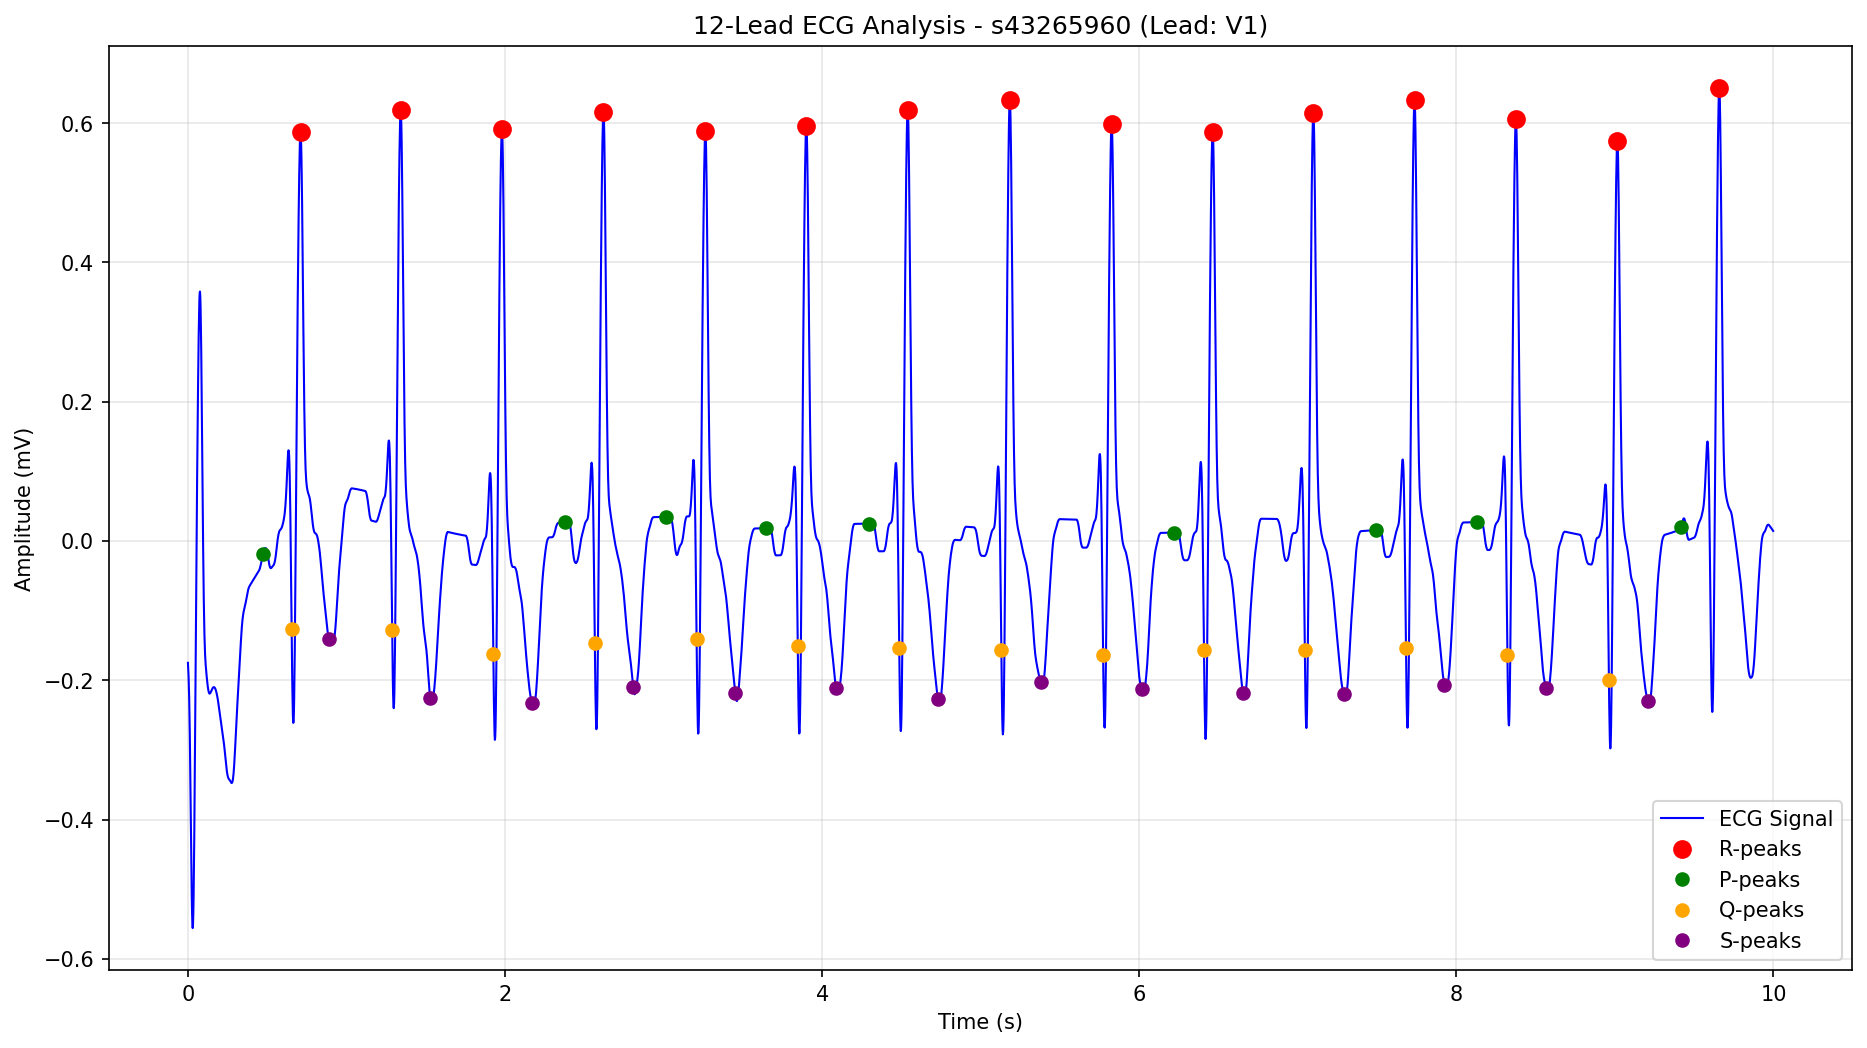 12-Lead ECG Analysis - s43265960 (Lead: V1)
Amplitude (mV)
0.6
0.4
0.2
0.0
−0.2
−0.4
−0.6
0 2 4 6 8 10
Time (s)
ECG Signal
R-peaks
P-peaks
Q-peaks
S-peaks